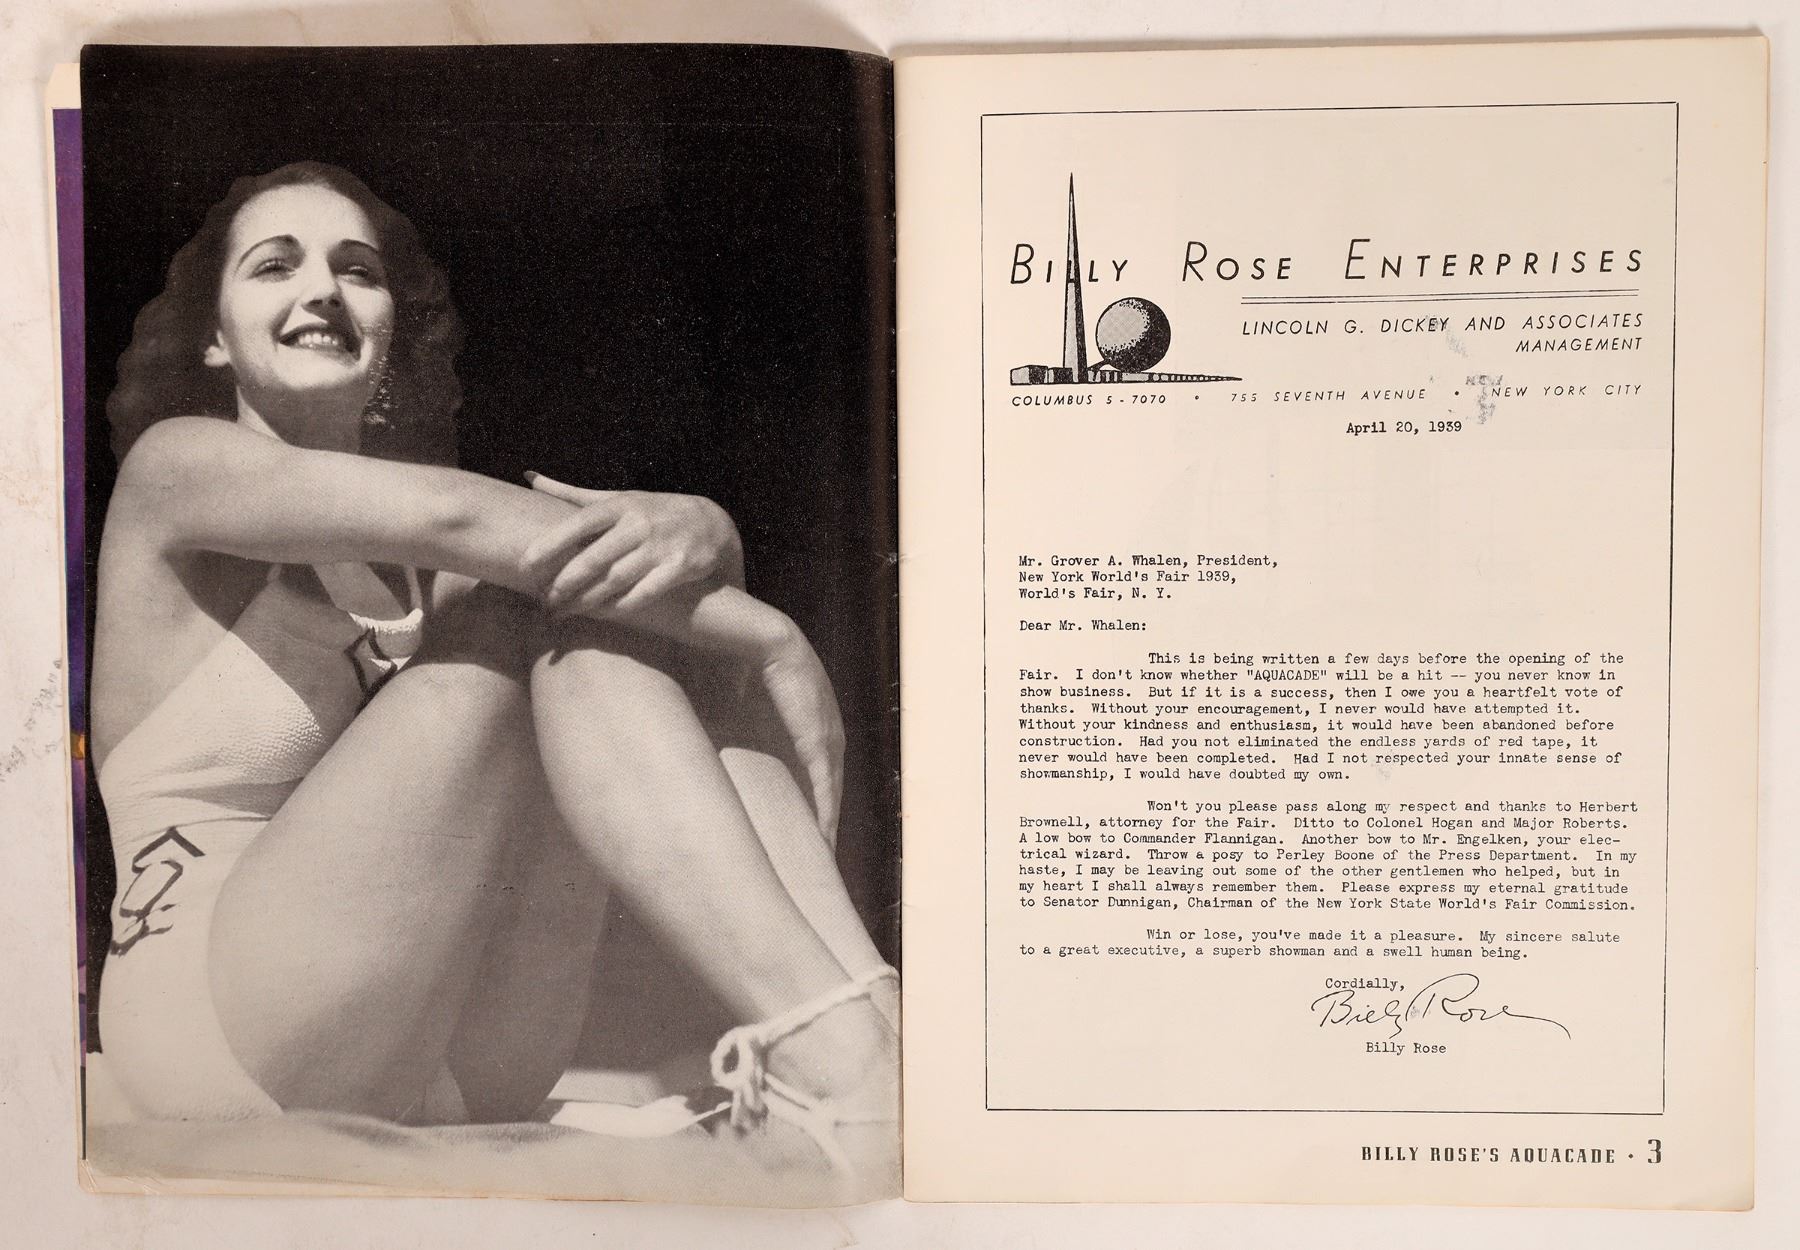 BILLY ROSE ENTERPRISES
LINCOLN G. DICKEY AND ASSOCIATES
MANAGEMENT
COLUMBUS 5-7070 • 755 SEVENTH AVENUE • NEW YORK CITY
April 20, 1939
Mr. Grover A. Whalen, President,
New York World's Fair 1939,
World's Fair, N. Y.
Dear Mr. Whalen:
This is being written a few days before the opening of the
Fair. I don't know whether "AQUACADE" will be a hit -- you never know in
show business. But if it is a success, then I owe you a heartfelt vote of
thanks. Without your encouragement, I never would have attempted it.
Without your kindness and enthusiasm, it would have been abandoned before
construction. Had you not eliminated the endless yards of red tape, it
never would have been completed. Had I not respected your innate sense of
showmanship, I would have doubted my own.
Won't you please pass along my respect and thanks to Herbert
Brownell, attorney for the Fair. Ditto to Colonel Hogan and Major Roberts.
A low bow to Commander Flannigan. Another bow to Mr. Engelken, your elec-
trical wizard. Throw a posy to Perley Boone of the Press Department. In my
haste, I may be leaving out some of the other gentlemen who helped, but in
my heart I shall always remember them. Please express my eternal gratitude
to Senator Dunnigan, Chairman of the New York State World's Fair Commission.
Win or lose, you've made it a pleasure. My sincere salute
to a great executive, a superb showman and a swell human being.
Cordially,
Billy Rose
Billy Rose
BILLY ROSE'S AQUACADE • 3